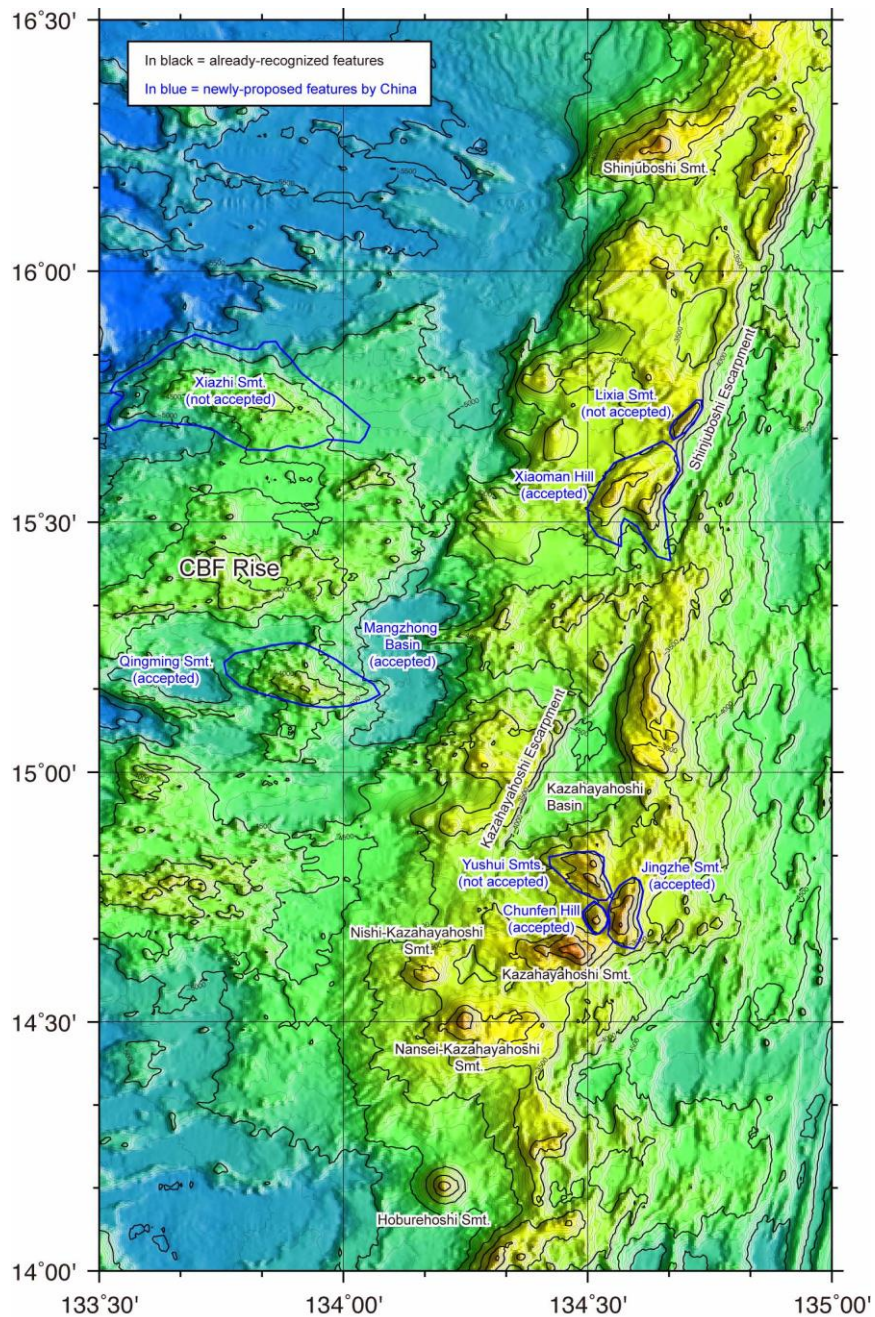 16˚30'
In black = already-recognized features
In blue = newly-proposed features by China
Shinjuboshi Smt.
16˚00'
Xiazhi Smt.
(not accepted)
Lixia Smt.
(not accepted)
Shinjuboshi Escarpment
Xiaoman Hill
(accepted)
15˚30'
CBF Rise
Mangzhong
Basin
(accepted)
Qingming Smt.
(accepted)
Kazahayahoshi Escarpment
15˚00'
Kazahayahoshi
Basin
Yushui Smts.
(not accepted)
Jingzhe Smt.
(accepted)
Chunfen Hill
(accepted)
Nishi-Kazahayahoshi
Smt.
Kazahayahoshi Smt.
14˚30'
Nansei-Kazahayahoshi
Smt.
Hoburehoshi Smt.
14˚00'
133˚30'
134˚00'
134˚30'
135˚00'